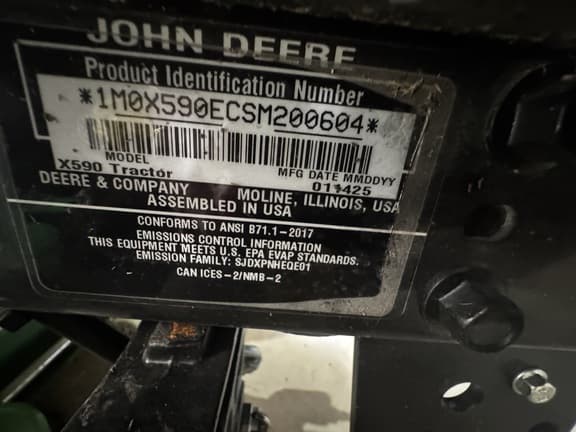 JOHN DEERE
Product Identification Number
*1M0X590ECSM200604*
MODEL MFG DATE MMDDYY
X590 Tractor 011425
DEERE & COMPANY MOLINE, ILLINOIS, USA
ASSEMBLED IN USA
CONFORMS TO ANSI B71.1-2017
EMISSIONS CONTROL INFORMATION
THIS EQUIPMENT MEETS U.S. EPA EVAP STANDARDS.
EMISSION FAMILY: SJDXPNHEQE01
CAN ICES-2/NMB-2